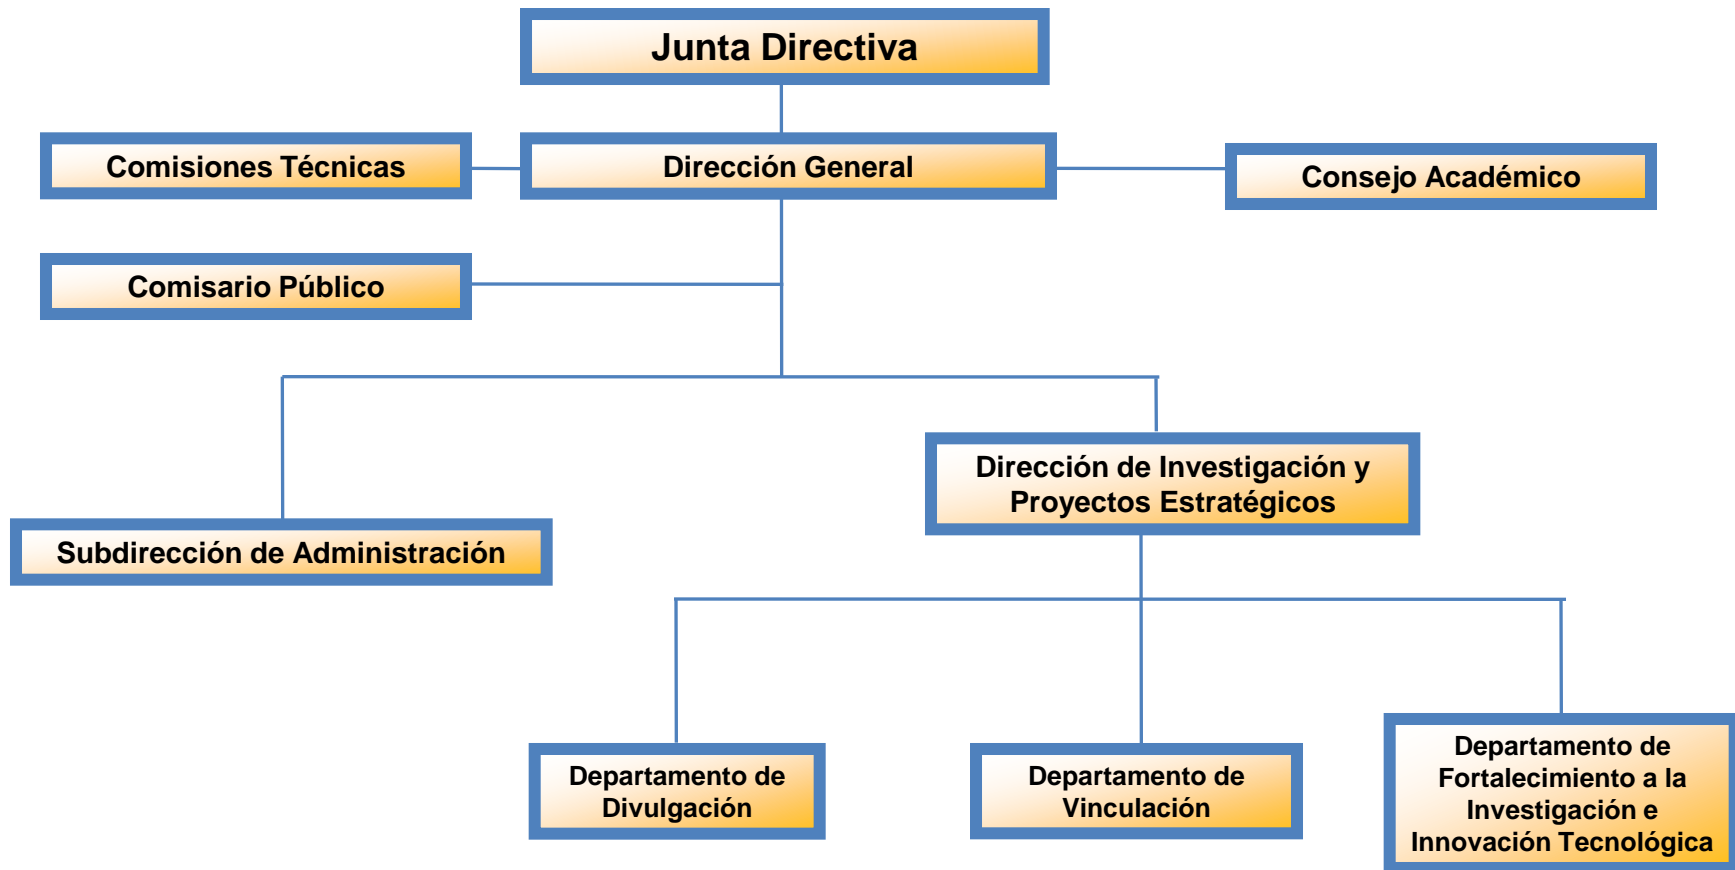 Junta Directiva
Comisiones Técnicas
Dirección General
Consejo Académico
Comisario Público
Dirección de Investigación y
Proyectos Estratégicos
Subdirección de Administración
Departamento de
Divulgación
Departamento de
Vinculación
Departamento de
Fortalecimiento a la
Investigación e
Innovación Tecnológica